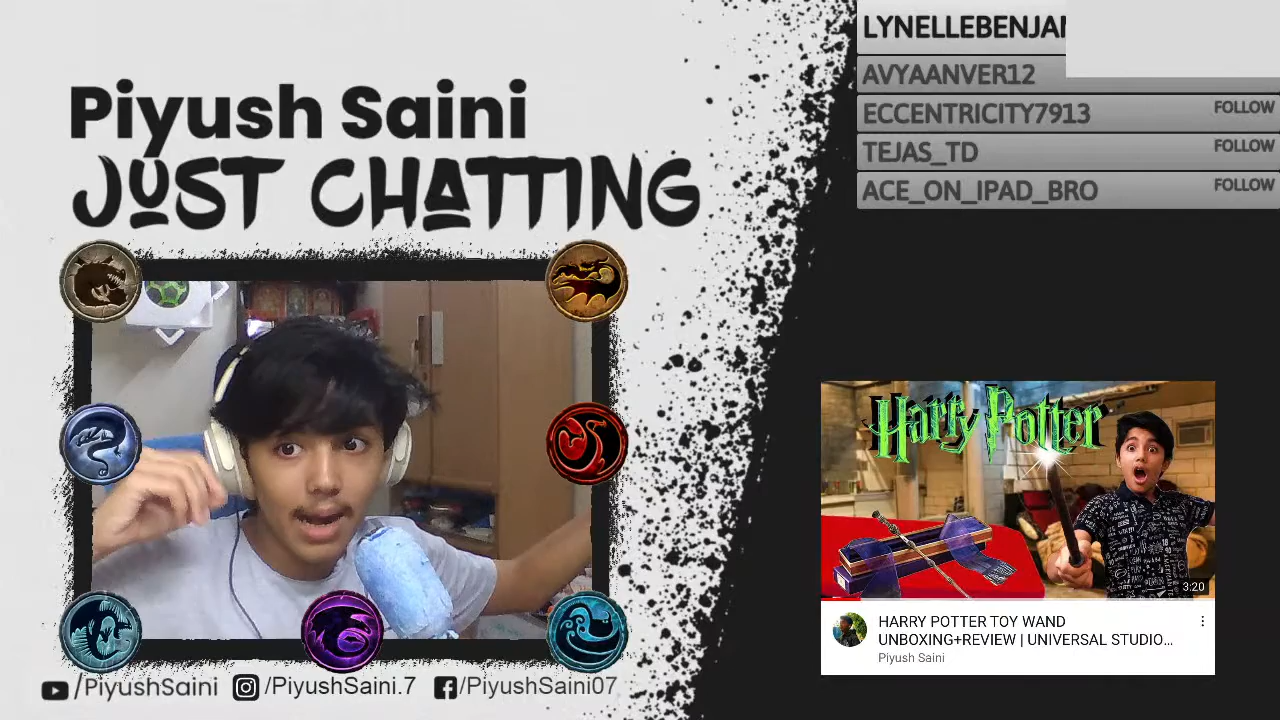 Piyush Saini
JUST CHATTING
LYNELLEBENJA
AVYAANVER12
ECCENTRICITY7913 FOLLOW
TEJAS_TD FOLLOW
ACE_ON_IPAD_BRO FOLLOW
Harry Potter
3:20
HARRY POTTER TOY WAND
UNBOXING+REVIEW | UNIVERSAL STUDIO...
Piyush Saini
/PiyushSaini /PiyushSaini.7 /PiyushSaini07